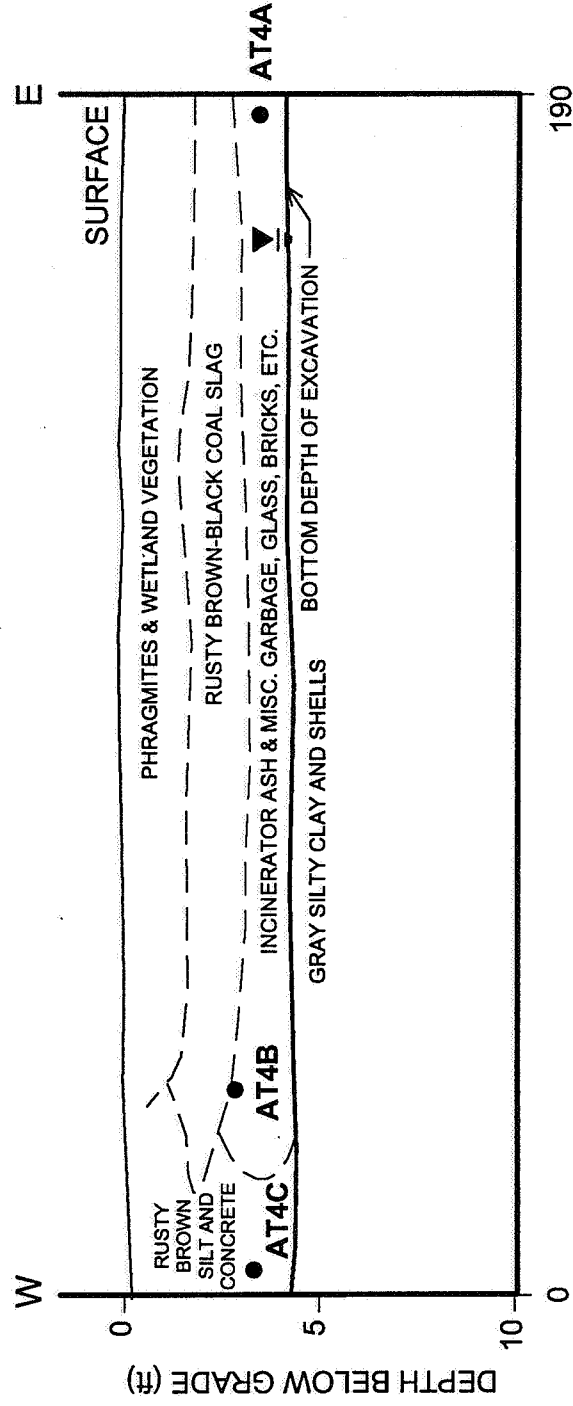 W
E
SURFACE
PHRAGMITES & WETLAND VEGETATION
RUSTY
BROWN
SILT AND
CONCRETE
RUSTY BROWN-BLACK COAL SLAG
INCINERATOR ASH & MISC. GARBAGE, GLASS, BRICKS, ETC.
AT4C
AT4B
AT4A
GRAY SILTY CLAY AND SHELLS
BOTTOM DEPTH OF EXCAVATION
DEPTH BELOW GRADE (ft)
0
5
10
0
190